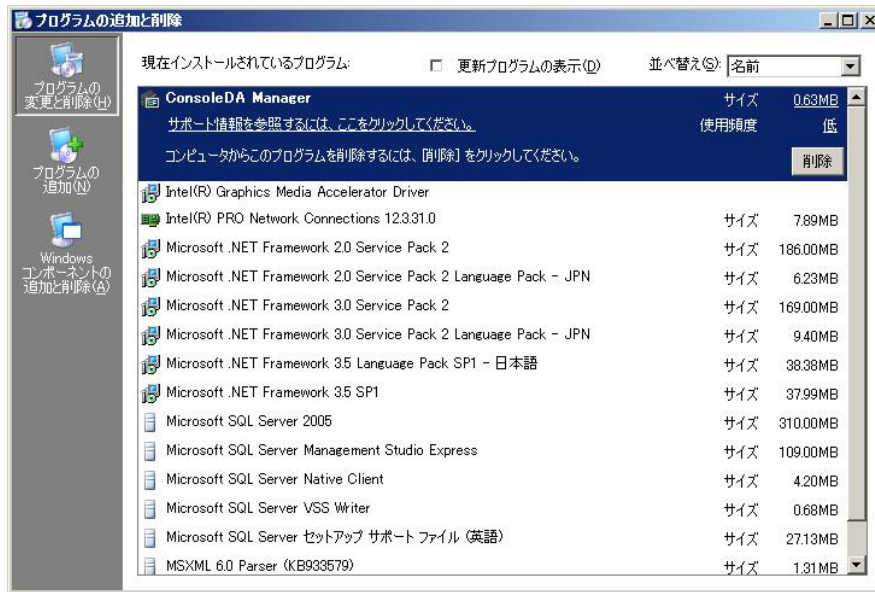 プログラムの追加と削除
プログラムの
変更と削除(H)
プログラムの
追加(N)
Windows
コンポーネントの
追加と削除(A)
現在インストールされているプログラム:
更新プログラムの表示(D)
並べ替え(S):
名前
ConsoleDA Manager
サイズ 0.63MB
サポート情報を参照するには、ここをクリックしてください。
使用頻度 低
コンピュータからこのプログラムを削除するには、[削除] をクリックしてください。
削除
Intel(R) Graphics Media Accelerator Driver
Intel(R) PRO Network Connections 12.3.31.0 サイズ 7.89MB
Microsoft .NET Framework 2.0 Service Pack 2 サイズ 186.00MB
Microsoft .NET Framework 2.0 Service Pack 2 Language Pack - JPN サイズ 6.23MB
Microsoft .NET Framework 3.0 Service Pack 2 サイズ 169.00MB
Microsoft .NET Framework 3.0 Service Pack 2 Language Pack - JPN サイズ 9.40MB
Microsoft .NET Framework 3.5 Language Pack SP1 - 日本語 サイズ 38.38MB
Microsoft .NET Framework 3.5 SP1 サイズ 37.99MB
Microsoft SQL Server 2005 サイズ 310.00MB
Microsoft SQL Server Management Studio Express サイズ 109.00MB
Microsoft SQL Server Native Client サイズ 4.20MB
Microsoft SQL Server VSS Writer サイズ 0.68MB
Microsoft SQL Server セットアップ サポート ファイル (英語) サイズ 27.13MB
MSXML 6.0 Parser (KB933579) サイズ 1.31MB